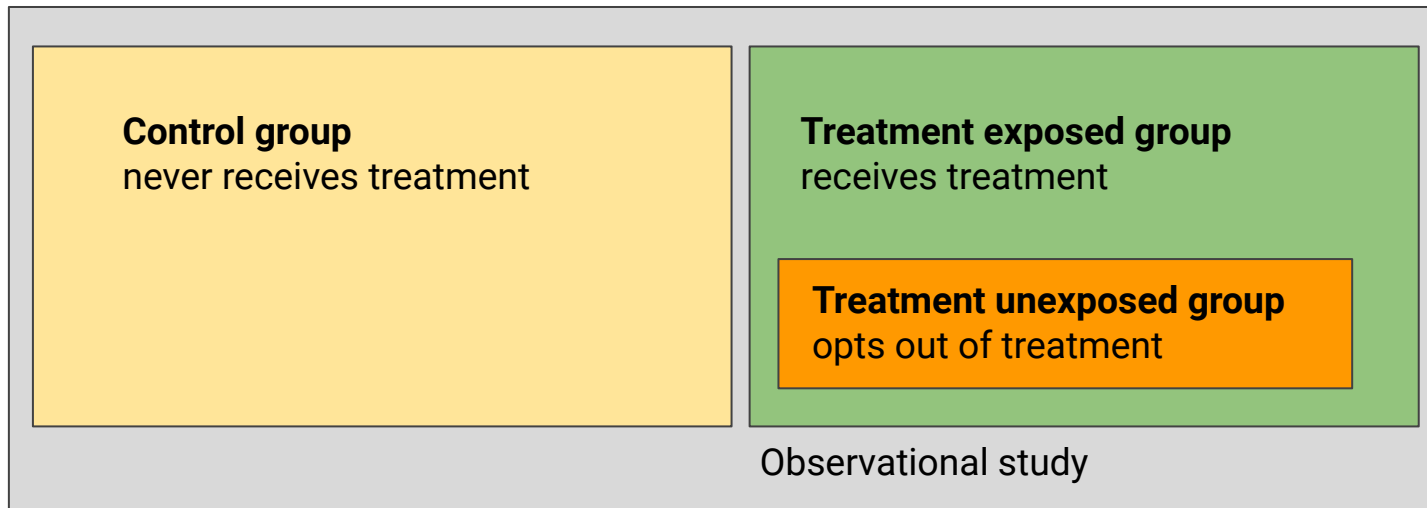 Control group
never receives treatment
Treatment exposed group
receives treatment
Treatment unexposed group
opts out of treatment
Observational study